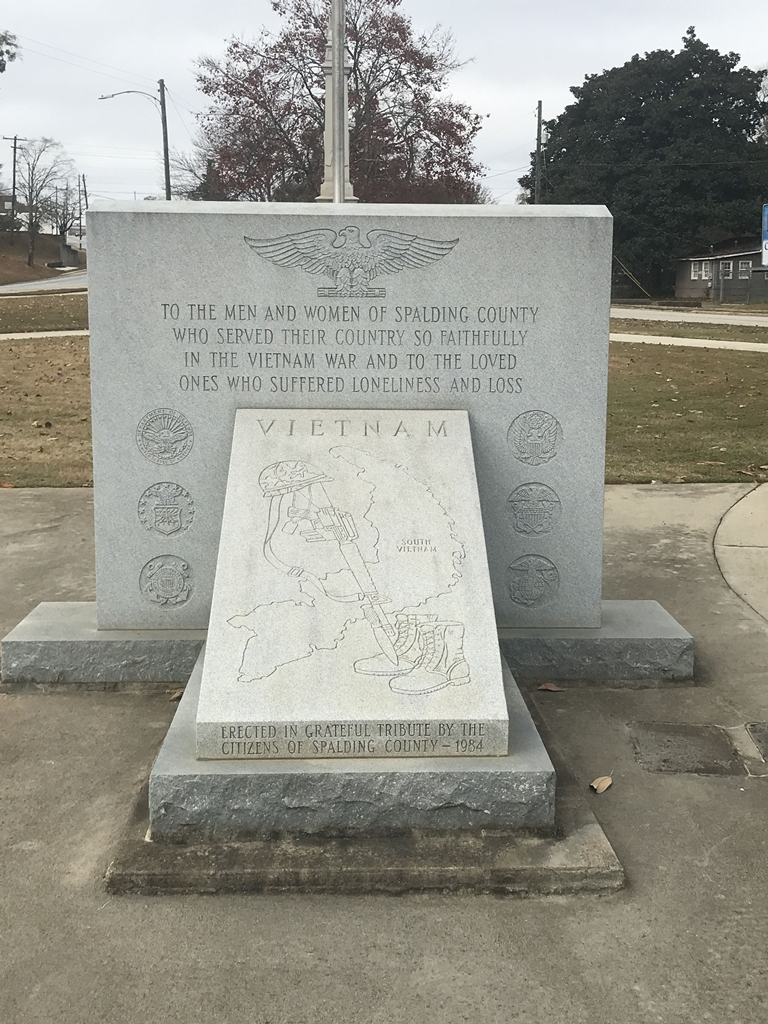 TO THE MEN AND WOMEN OF SPALDING COUNTY
WHO SERVED THEIR COUNTRY SO FAITHFULLY
IN THE VIETNAM WAR AND TO THE LOVED
ONES WHO SUFFERED LONELINESS AND LOSS
VIETNAM
SOUTH
VIETNAM
ERECTED IN GRATEFUL TRIBUTE BY THE
CITIZENS OF SPALDING COUNTY – 1984